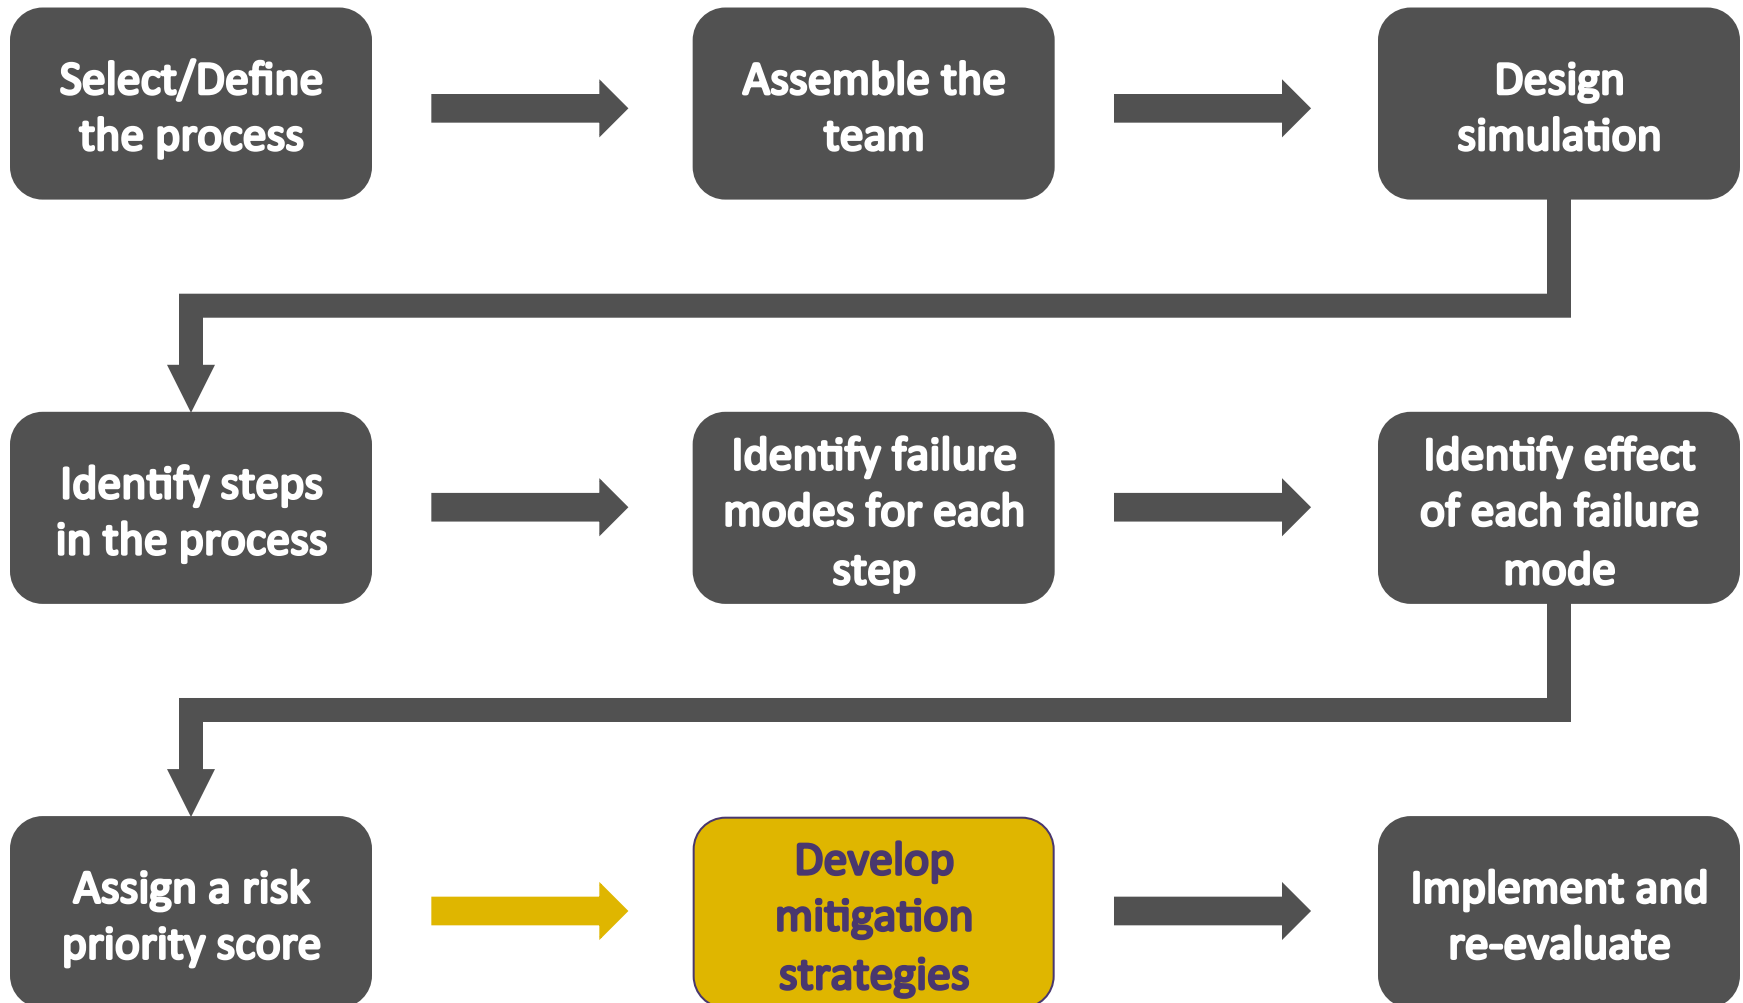 Select/Define
the process
Assemble the
team
Design
simulation
Identify steps
in the process
Identify failure
modes for each
step
Identify effect
of each failure
mode
Assign a risk
priority score
Develop
mitigation
strategies
Implement and
re-evaluate